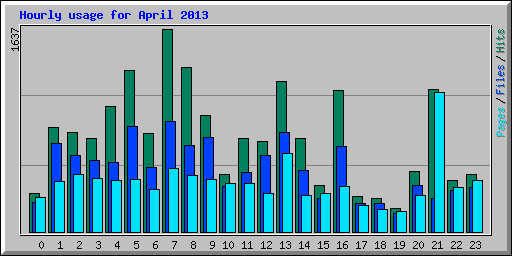 Hourly usage for April 2013
1637
Pages/Files/Hits
0 1 2 3 4 5 6 7 8 9 10 11 12 13 14 15 16 17 18 19 20 21 22 23